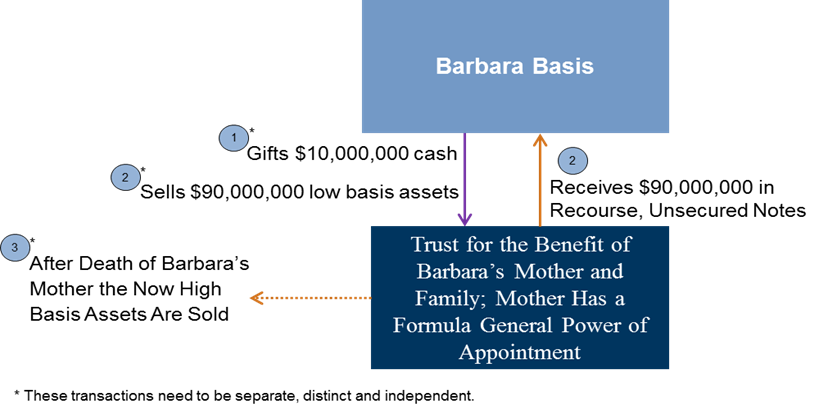 Barbara Basis
1 *
Gifts $10,000,000 cash
2 *
Sells $90,000,000 low basis assets
2
Receives $90,000,000 in
Recourse, Unsecured Notes
3 *
After Death of Barbara's
Mother the Now High
Basis Assets Are Sold
Trust for the Benefit of
Barbara's Mother and
Family; Mother Has a
Formula General Power of
Appointment
* These transactions need to be separate, distinct and independent.